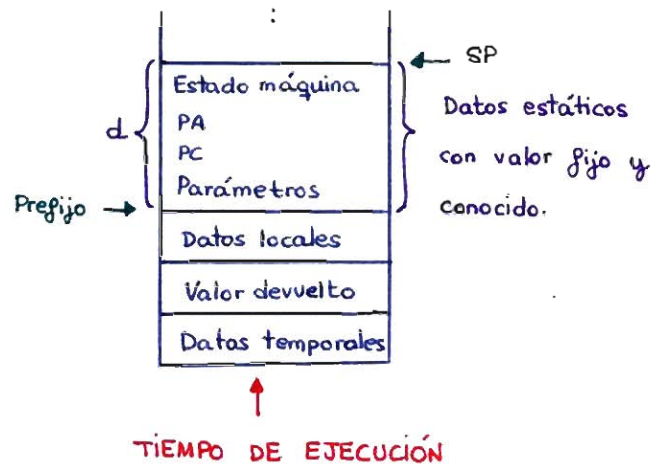 :
SP
Estado máquina
d
PA
PC
Parámetros
Datos estáticos
con valor fijo y
conocido.
Prefijo
Datos locales
Valor devuelto
Datos temporales
TIEMPO DE EJECUCIÓN